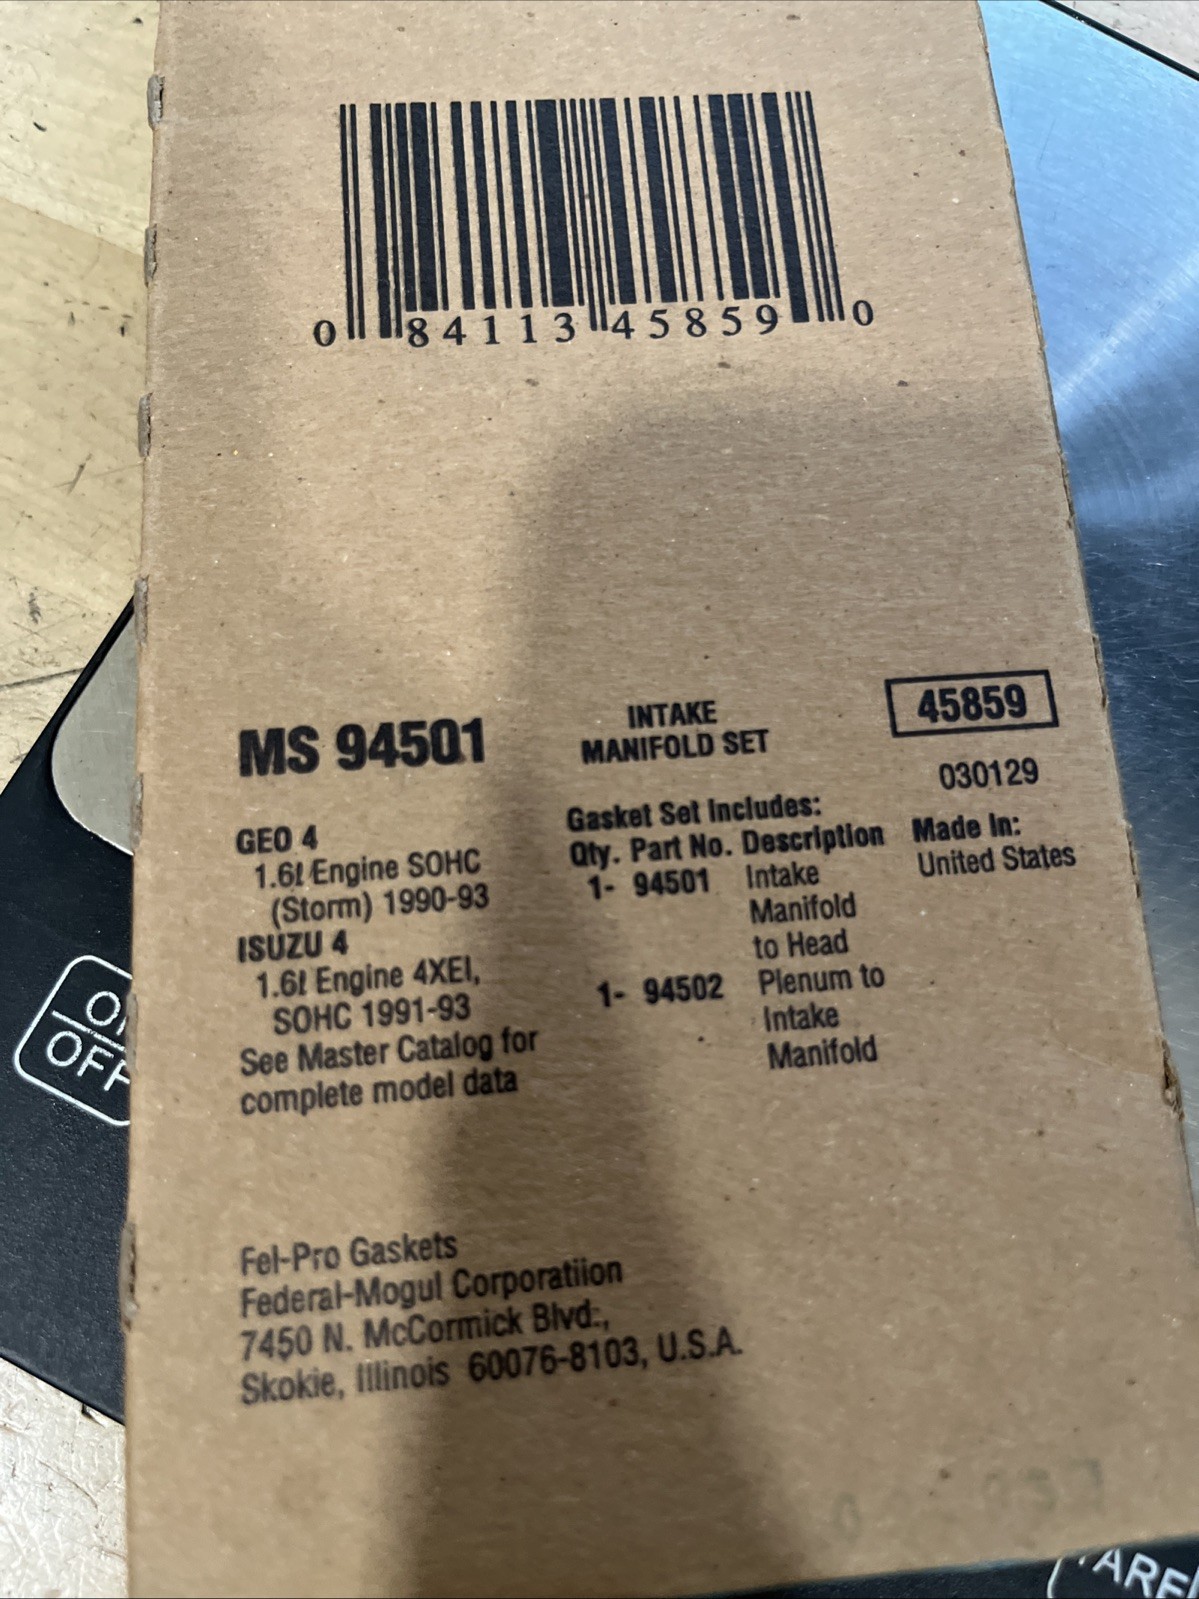 0 84113 45859 0
MS 94501
INTAKE
MANIFOLD SET
45859
030129
GEO 4
1.6ℓ Engine SOHC
(Storm) 1990-93
ISUZU 4
1.6ℓ Engine 4XEI,
SOHC 1991-93
See Master Catalog for
complete model data
Gasket Set Includes:
Qty. Part No. Description
1- 94501 Intake
Manifold
to Head
1- 94502 Plenum to
Intake
Manifold
Made In:
United States
Fel-Pro Gaskets
Federal-Mogul Corporatiion
7450 N. McCormick Blvd.,
Skokie, Illinois 60076-8103, U.S.A.
OFF
TARE